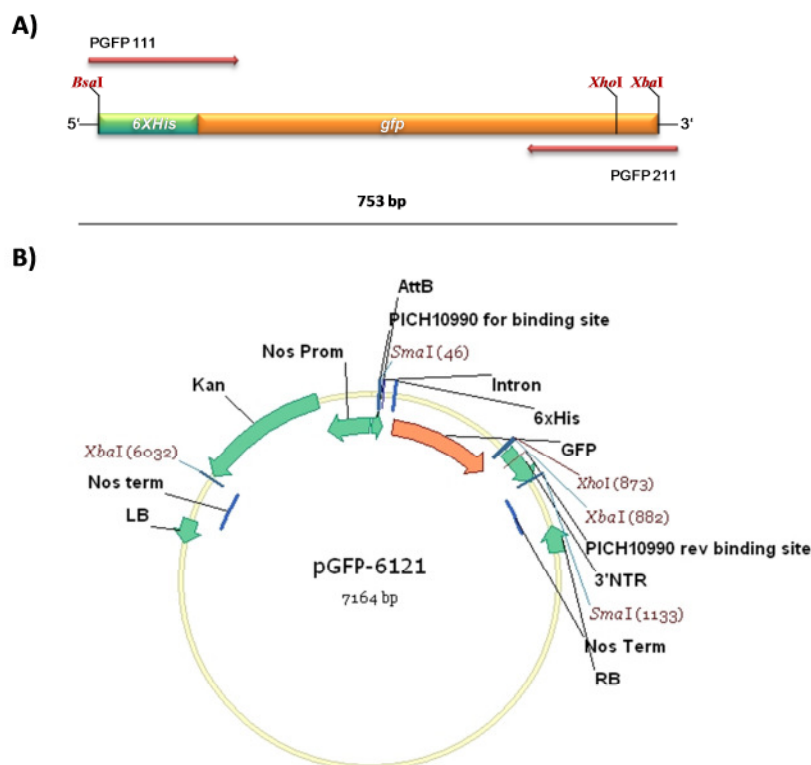 A)
PGFP 111
BsaI
XhoI XbaI
5'
6XHis
gfp
3'
PGFP 211
753 bp
B)
AttB
PICH10990 for binding site
Nos Prom
SmaI (46)
Kan
Intron
6xHis
GFP
XbaI (6032)
XhoI (873)
Nos term
XbaI (882)
LB
PICH10990 rev binding site
pGFP-6121
3'NTR
7164 bp
SmaI (1133)
Nos Term
RB